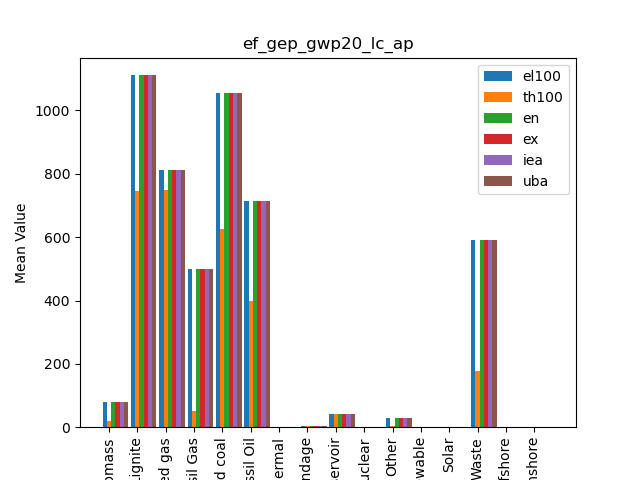 ef_gep_gwp20_lc_ap
el100
th100
en
ex
iea
uba
Mean Value
1000
800
600
400
200
0
omass
Lignite
ed gas
sil Gas
d coal
ssil Oil
ermal
ndage
ervoir
uclear
Other
wable
Solar
Waste
fshore
nshore